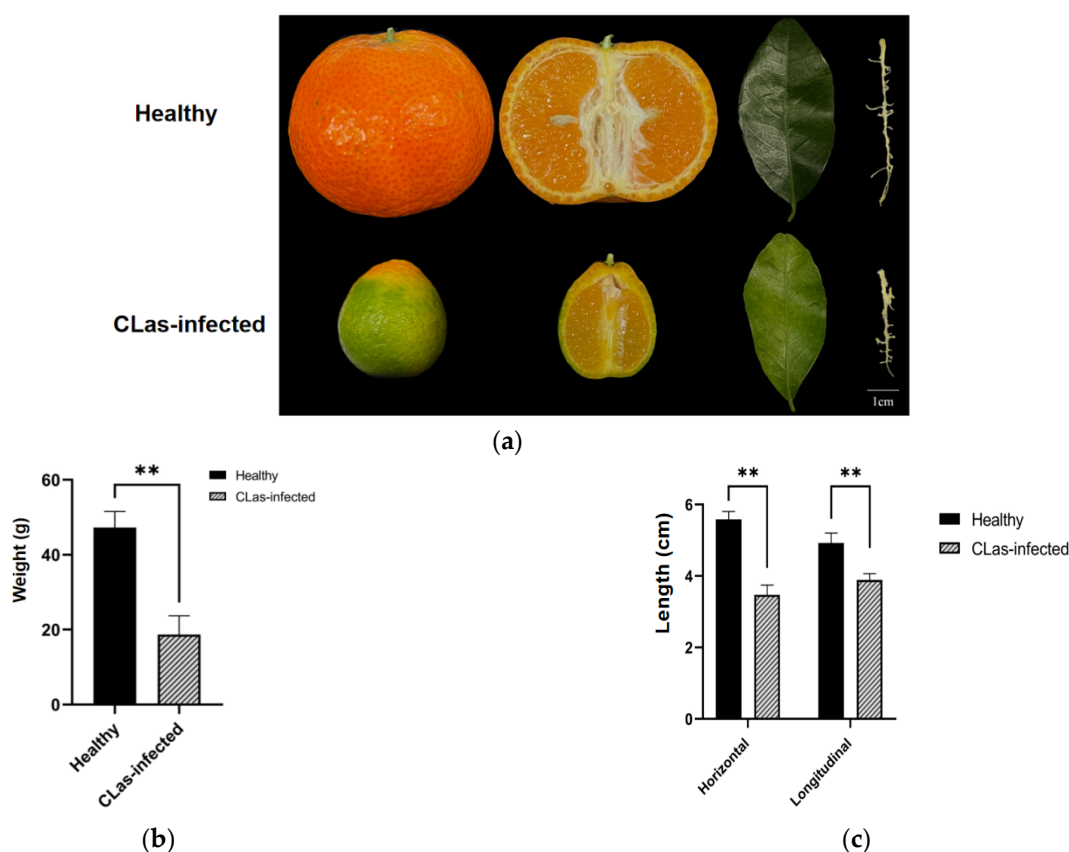 Healthy
CLas-infected
1cm
(a)
**
Healthy
CLas-infected
60
40
20
0
Weight (g)
Healthy
CLas-infected
(b)
**
**
Healthy
CLas-infected
6
4
2
0
Length (cm)
Horizontal
Longitudinal
(c)